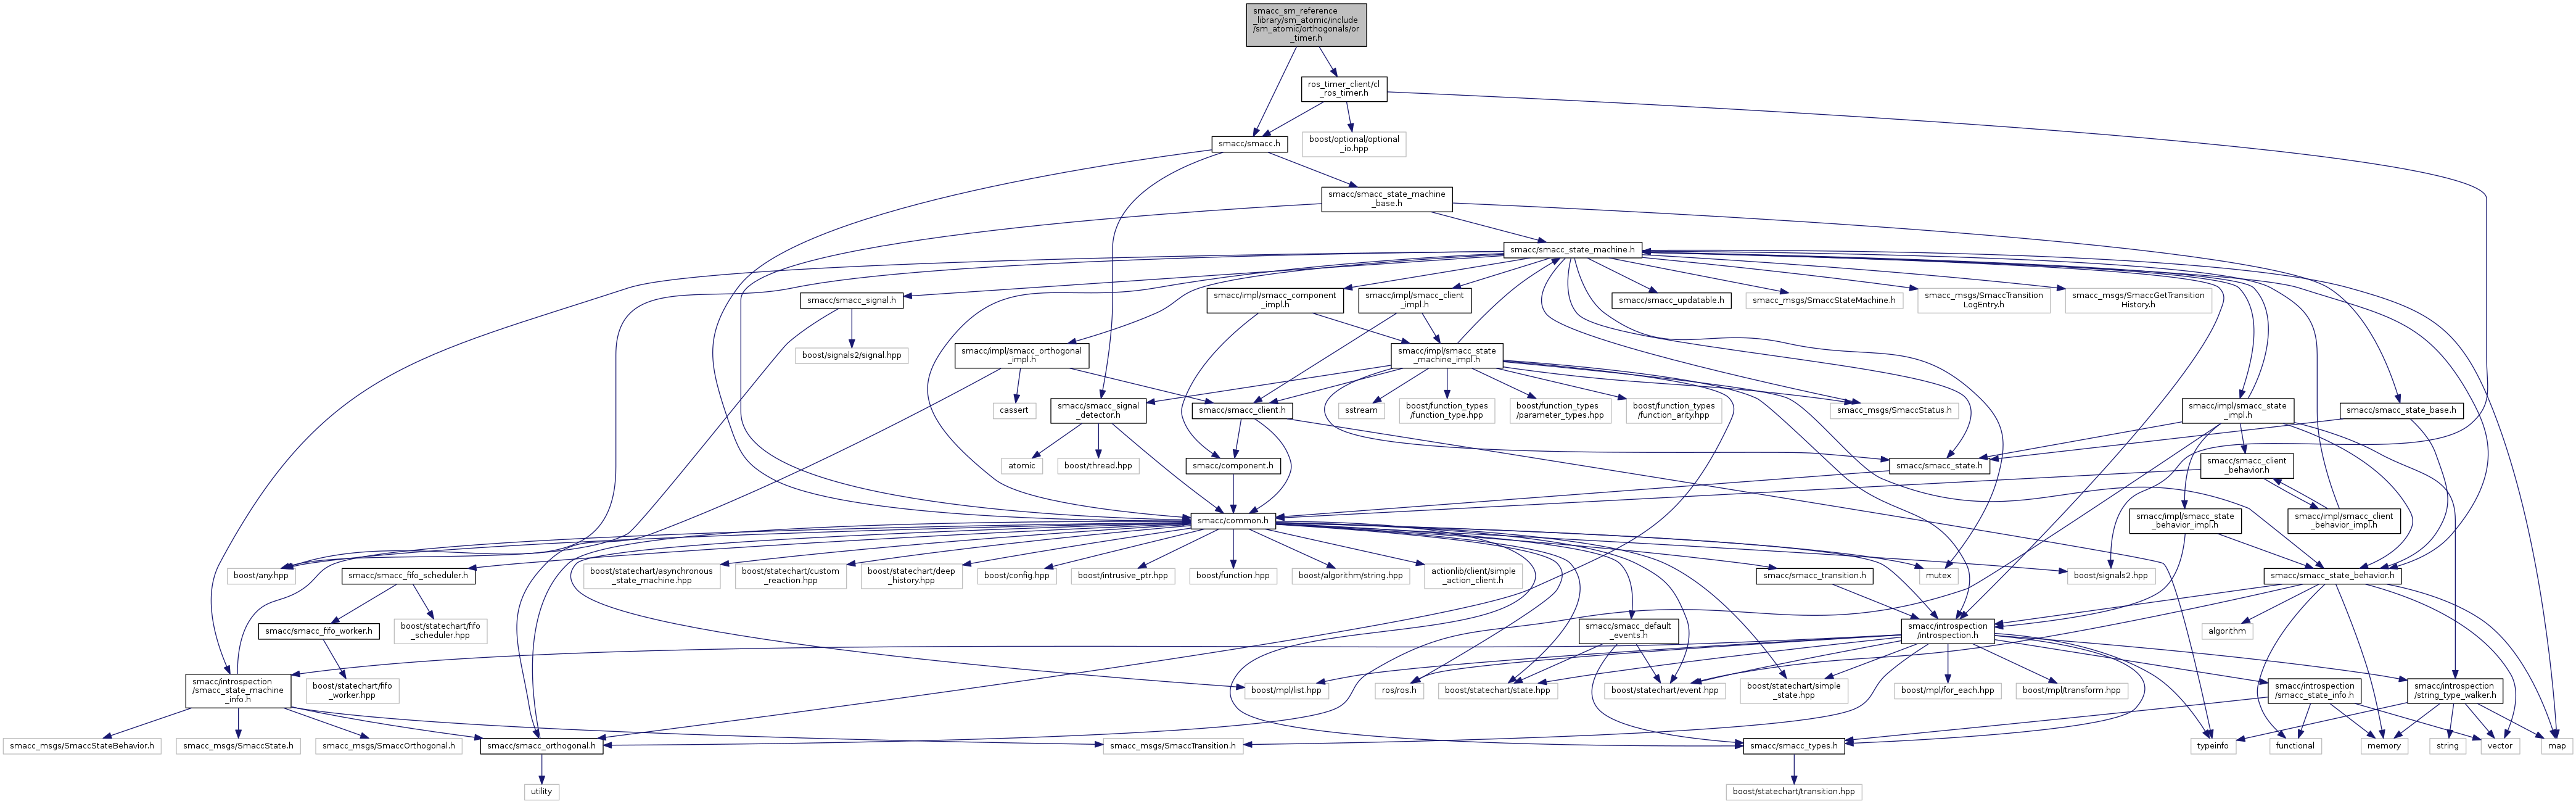 smacc_sm_reference
_library/sm_atomic/include
/sm_atomic/orthogonals/or
_timer.h
ros_timer_client/cl
_ros_timer.h
smacc/smacc.h
boost/optional/optional
_io.hpp
smacc/smacc_state_machine
_base.h
smacc/smacc_state_machine.h
smacc/smacc_signal.h
smacc/impl/smacc_component
_impl.h
smacc/impl/smacc_client
_impl.h
smacc/smacc_updatable.h
smacc_msgs/SmaccStateMachine.h
smacc_msgs/SmaccTransition
LogEntry.h
smacc_msgs/SmaccGetTransition
History.h
boost/signals2/signal.hpp
smacc/impl/smacc_orthogonal
_impl.h
smacc/impl/smacc_state
_machine_impl.h
cassert
smacc/smacc_signal
_detector.h
smacc/smacc_client.h
sstream
boost/function_types
/function_type.hpp
boost/function_types
/parameter_types.hpp
boost/function_types
/function_arity.hpp
smacc_msgs/SmaccStatus.h
smacc/impl/smacc_state
_impl.h
smacc/smacc_state_base.h
atomic
boost/thread.hpp
smacc/component.h
smacc/smacc_state.h
smacc/smacc_client
_behavior.h
smacc/common.h
smacc/impl/smacc_state
_behavior_impl.h
smacc/impl/smacc_client
_behavior_impl.h
boost/any.hpp
smacc/smacc_fifo_scheduler.h
boost/statechart/asynchronous
_state_machine.hpp
boost/statechart/custom
_reaction.hpp
boost/statechart/deep
_history.hpp
boost/config.hpp
boost/intrusive_ptr.hpp
boost/function.hpp
boost/algorithm/string.hpp
actionlib/client/simple
_action_client.h
smacc/smacc_transition.h
mutex
boost/signals2.hpp
smacc/smacc_state_behavior.h
smacc/smacc_fifo_worker.h
boost/statechart/fifo
_scheduler.hpp
smacc/smacc_default
_events.h
smacc/introspection
/introspection.h
algorithm
smacc/introspection
/smacc_state_machine
_info.h
boost/statechart/fifo
_worker.hpp
boost/mpl/list.hpp
ros/ros.h
boost/statechart/state.hpp
boost/statechart/event.hpp
boost/statechart/simple
_state.hpp
boost/mpl/for_each.hpp
boost/mpl/transform.hpp
smacc/introspection
/smacc_state_info.h
smacc/introspection
/string_type_walker.h
smacc_msgs/SmaccStateBehavior.h
smacc_msgs/SmaccState.h
smacc_msgs/SmaccOrthogonal.h
smacc/smacc_orthogonal.h
smacc_msgs/SmaccTransition.h
smacc/smacc_types.h
typeinfo
functional
memory
string
vector
map
utility
boost/statechart/transition.hpp